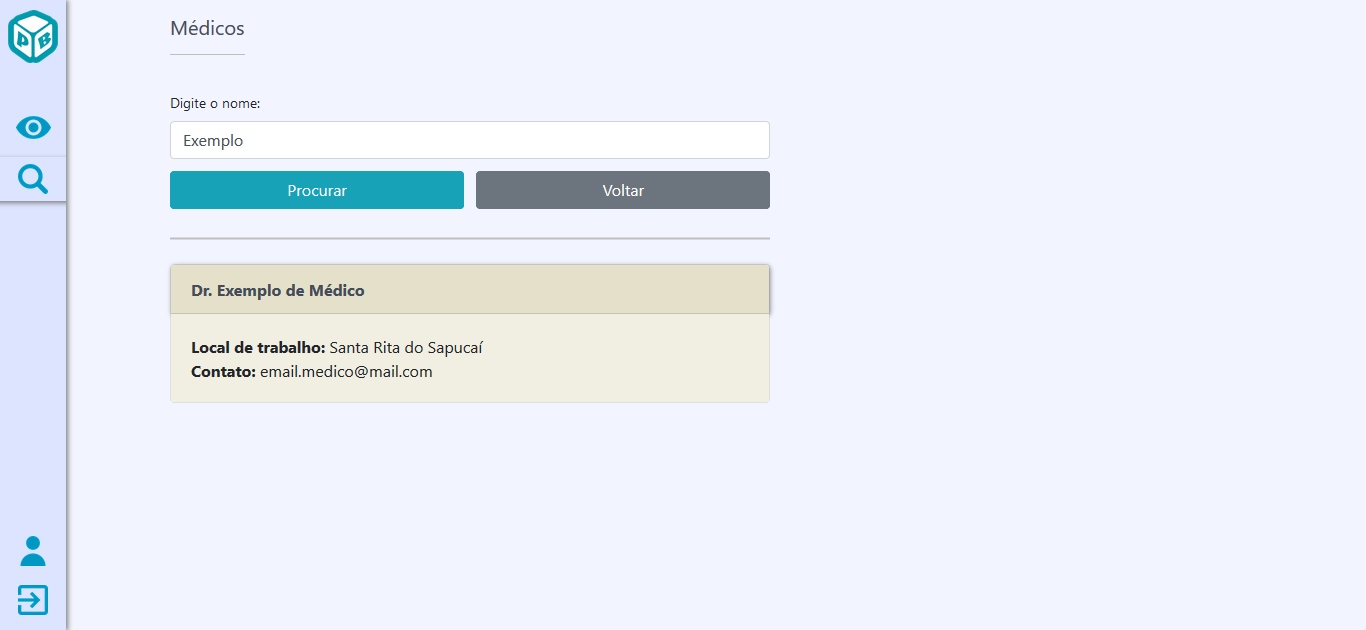 Médicos
Digite o nome:
Exemplo
Procurar
Voltar
Dr. Exemplo de Médico
Local de trabalho: Santa Rita do Sapucaí
Contato: email.medico@mail.com